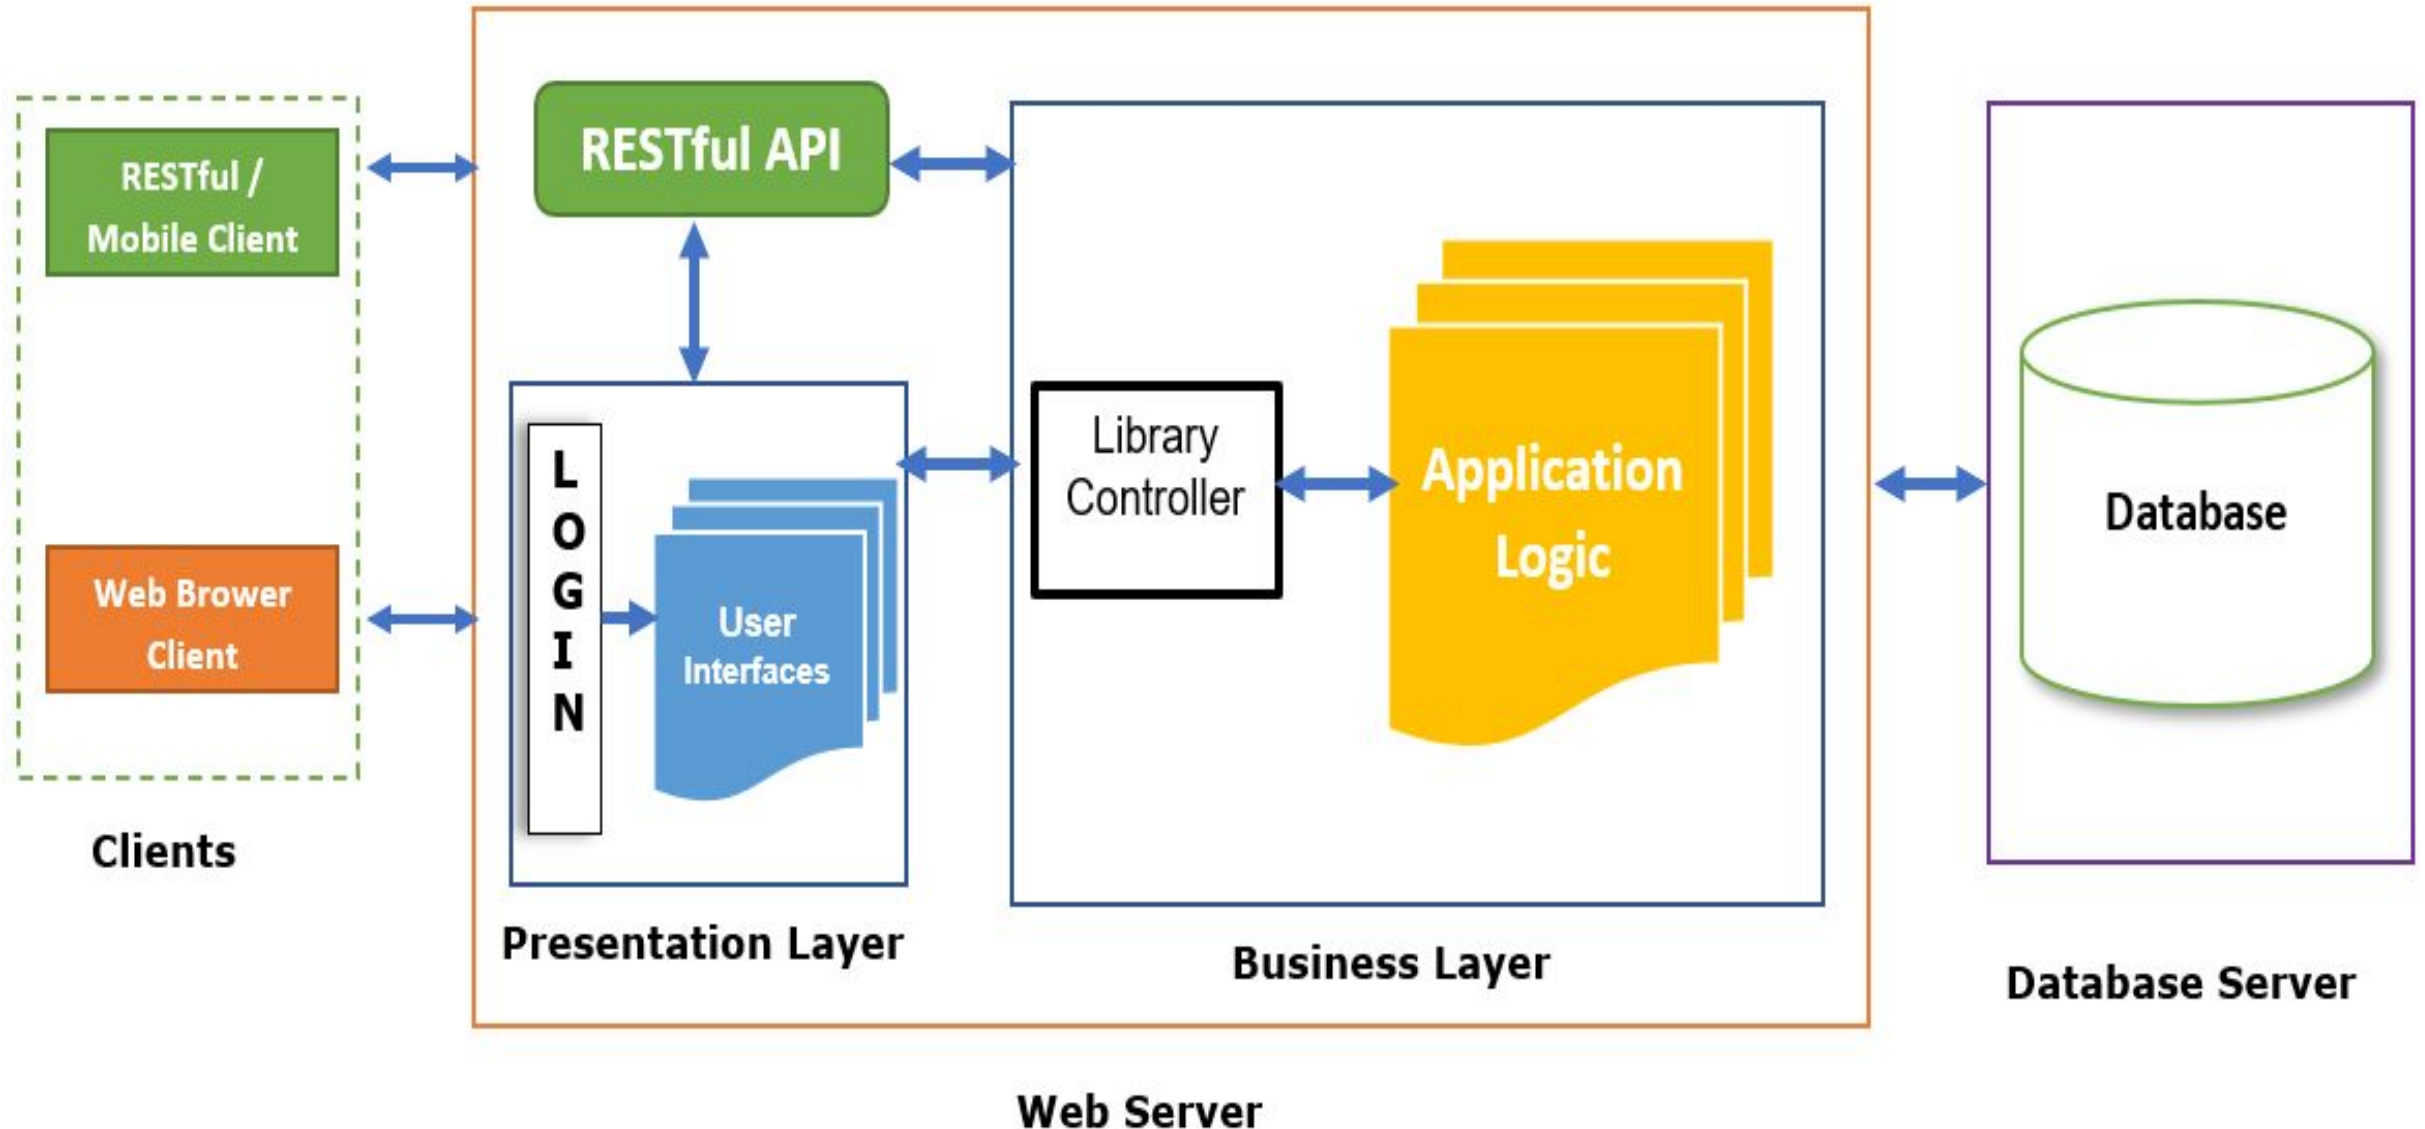 RESTful /
Mobile Client
Web Brower
Client
Clients
RESTful API
L
O
G
I
N
User
Interfaces
Presentation Layer
Library
Controller
Application
Logic
Business Layer
Web Server
Database
Database Server